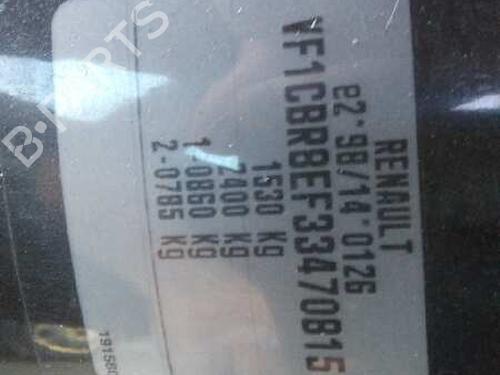 RENAULT
e2*98/14*0126
VF1CBR8EF33470815
1530 kg
2400 kg
1-0860 kg
2-0785 kg
B-PARTS